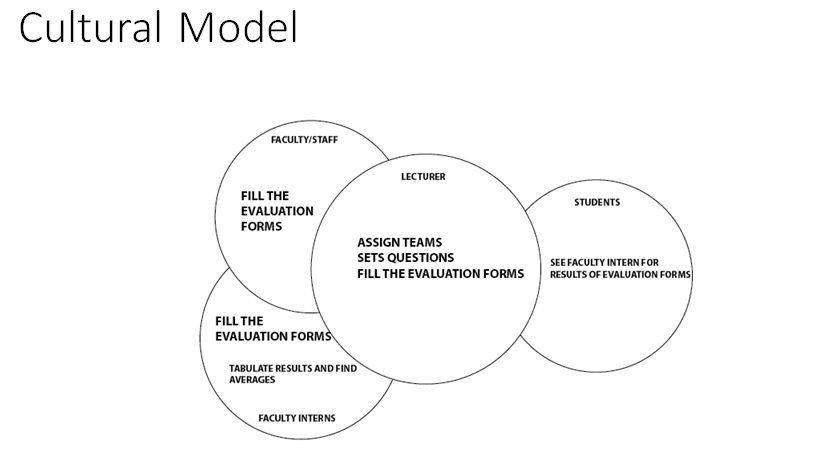 Cultural Model
FACULTY/STAFF
FILL THE
EVALUATION
FORMS
LECTURER
ASSIGN TEAMS
SETS QUESTIONS
FILL THE EVALUATION FORMS
STUDENTS
SEE FACULTY INTERN FOR
RESULTS OF EVALUATION FORMS
FILL THE
EVALUATION FORMS
TABULATE RESULTS AND FIND
AVERAGES
FACULTY INTERNS